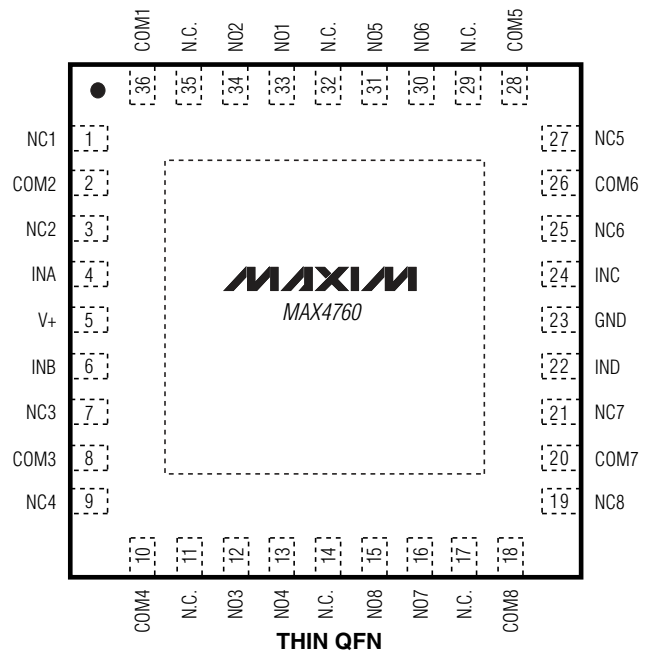 COM1 N.C. NO2 NO1 N.C. NO5 NO6 N.C. COM5
36 35 34 33 32 31 30 29 28
NC1 1 27 NC5
COM2 2 26 COM6
NC2 3 25 NC6
INA 4 24 INC
MAXIM
MAX4760
V+ 5 23 GND
INB 6 22 IND
NC3 7 21 NC7
COM3 8 20 COM7
NC4 9 19 NC8
10 11 12 13 14 15 16 17 18
COM4 N.C. NO3 NO4 N.C. NO8 NO7 N.C. COM8
THIN QFN